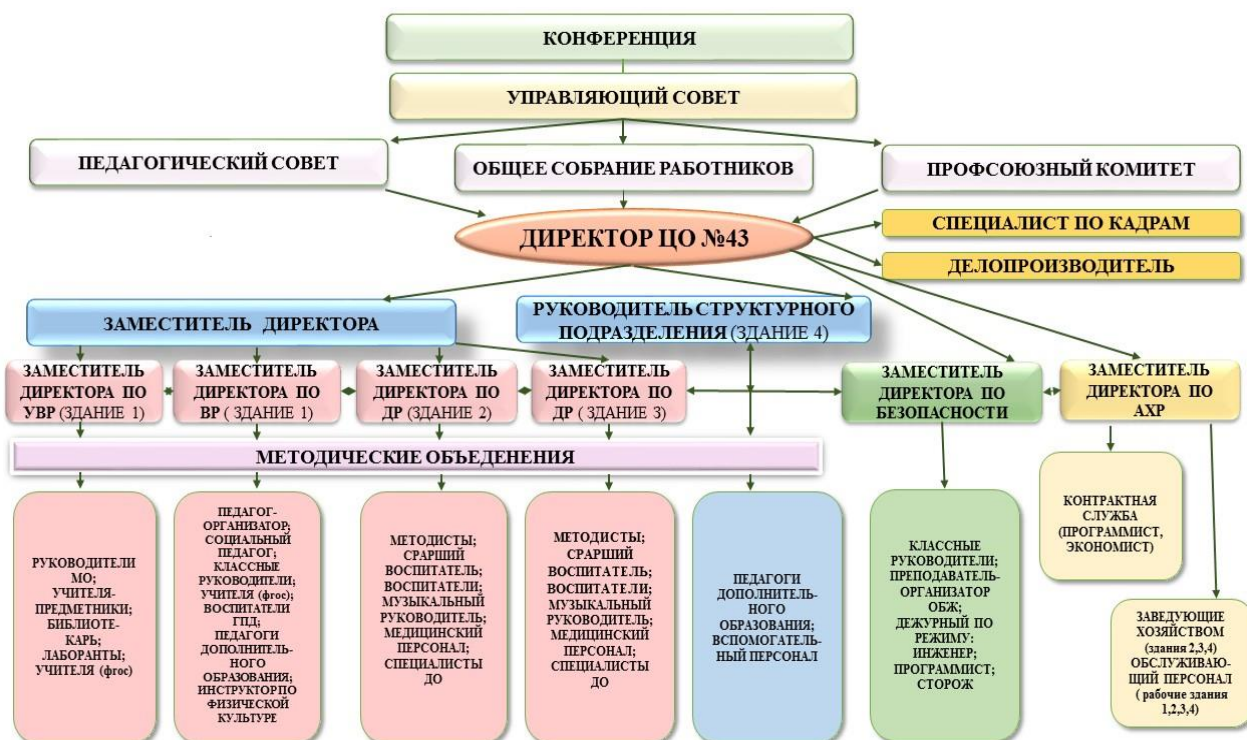 КОНФЕРЕНЦИЯ
УПРАВЛЯЮЩИЙ СОВЕТ
ПЕДАГОГИЧЕСКИЙ СОВЕТ
ОБЩЕЕ СОБРАНИЕ РАБОТНИКОВ
ПРОФСОЮЗНЫЙ КОМИТЕТ
СПЕЦИАЛИСТ ПО КАДРАМ
ДИРЕКТОР ЦО №43
ДЕЛОПРОИЗВОДИТЕЛЬ
ЗАМЕСТИТЕЛЬ ДИРЕКТОРА
РУКОВОДИТЕЛЬ СТРУКТУРНОГО
ПОДРАЗДЕЛЕНИЯ (ЗДАНИЕ 4)
ЗАМЕСТИТЕЛЬ
ДИРЕКТОРА ПО
УВР (ЗДАНИЕ 1)
ЗАМЕСТИТЕЛЬ
ДИРЕКТОРА ПО
ВР ( ЗДАНИЕ 1)
ЗАМЕСТИТЕЛЬ
ДИРЕКТОРА ПО
ДР (ЗДАНИЕ 2)
ЗАМЕСТИТЕЛЬ
ДИРЕКТОРА ПО
ДР ( ЗДАНИЕ 3)
ЗАМЕСТИТЕЛЬ
ДИРЕКТОРА ПО
БЕЗОПАСНОСТИ
ЗАМЕСТИТЕЛЬ
ДИРЕКТОРА ПО
АХР
МЕТОДИЧЕСКИЕ ОБЪЕДЕНЕНИЯ
РУКОВОДИТЕЛИ
МО;
УЧИТЕЛЯ-
ПРЕДМЕТНИКИ;
БИБЛИОТЕ-
КАРЬ;
ЛАБОРАНТЫ;
УЧИТЕЛЯ (фгос)
ПЕДАГОГ-
ОРГАНИЗАТОР;
СОЦИАЛЬНЫЙ
ПЕДАГОГ;
КЛАССНЫЕ
РУКОВОДИТЕЛИ;
УЧИТЕЛЯ (фгос);
ВОСПИТАТЕЛИ
ГПД;
ПЕДАГОГИ
ДОПОЛНИТЕЛЬ-
НОГО
ОБРАЗОВАНИЯ;
ИНСТРУКТОР ПО
ФИЗИЧЕСКОЙ
КУЛЬТУРЕ
МЕТОДИСТЫ;
СРАРШИЙ
ВОСПИТАТЕЛЬ;
ВОСПИТАТЕЛИ;
МУЗЫКАЛЬНЫЙ
РУКОВОДИТЕЛЬ;
МЕДИЦИНСКИЙ
ПЕРСОНАЛ;
СПЕЦИАЛИСТЫ
ДО
МЕТОДИСТЫ;
СРАРШИЙ
ВОСПИТАТЕЛЬ;
ВОСПИТАТЕЛИ;
МУЗЫКАЛЬНЫЙ
РУКОВОДИТЕЛЬ;
МЕДИЦИНСКИЙ
ПЕРСОНАЛ;
СПЕЦИАЛИСТЫ
ДО
ПЕДАГОГИ
ДОПОЛНИТЕЛЬ-
НОГО
ОБРАЗОВАНИЯ;
ВСПОМОГАТЕЛЬ-
НЫЙ ПЕРСОНАЛ
КЛАССНЫЕ
РУКОВОДИТЕЛИ;
ПРЕПОДАВАТЕЛЬ-
ОРГАНИЗАТОР
ОБЖ;
ДЕЖУРНЫЙ ПО
РЕЖИМУ:
ИНЖЕНЕР;
ПРОГРАММИСТ;
СТОРОЖ
КОНТРАКТНАЯ
СЛУЖБА
(ПРОГРАММИСТ,
ЭКОНОМИСТ)
ЗАВЕДУЮЩИЕ
ХОЗЯЙСТВОМ
(здания 2,3,4)
ОБСЛУЖИВАЮ-
ЩИЙ ПЕРСОНАЛ
( рабочие здания
1,2,3,4)